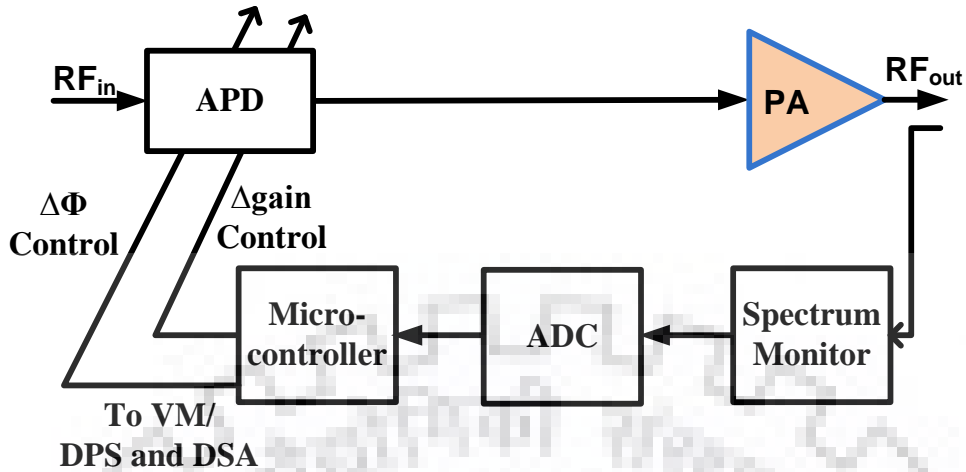 RFin
APD
PA
RFout
ΔΦ
Control
Δgain
Control
Micro-
controller
ADC
Spectrum
Monitor
To VM/
DPS and DSA